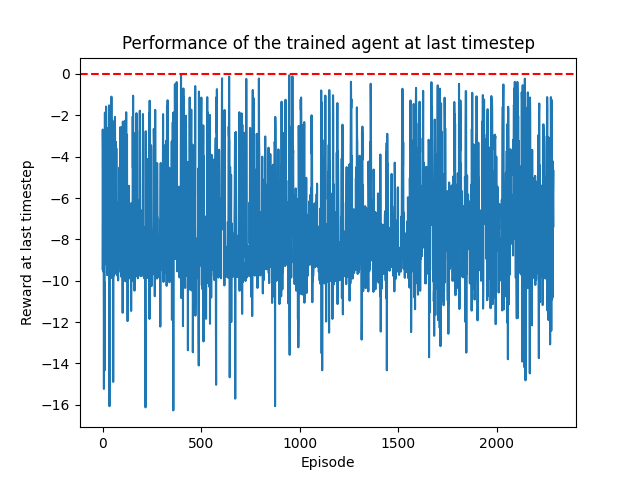 Performance of the trained agent at last timestep
0
−2
−4
−6
−8
−10
−12
−14
−16
Reward at last timestep
0 500 1000 1500 2000
Episode